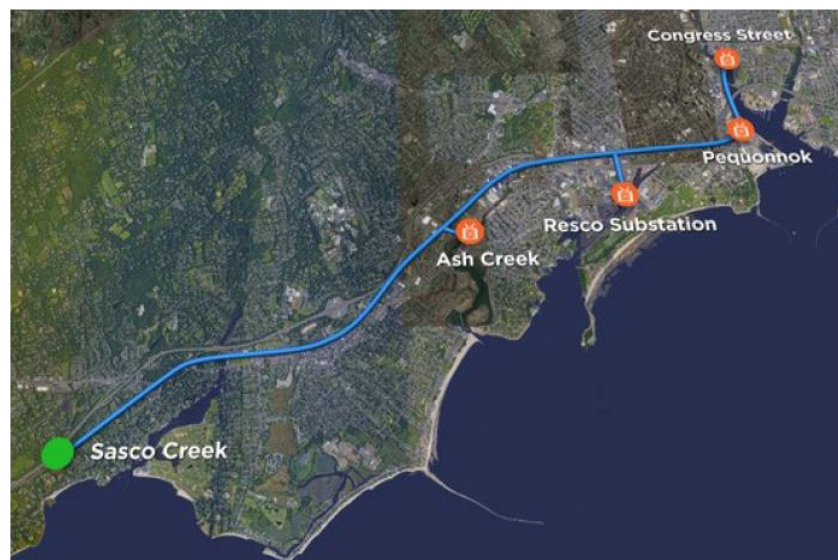 Congress Street
Pequonnok
Resco Substation
Ash Creek
Sasco Creek